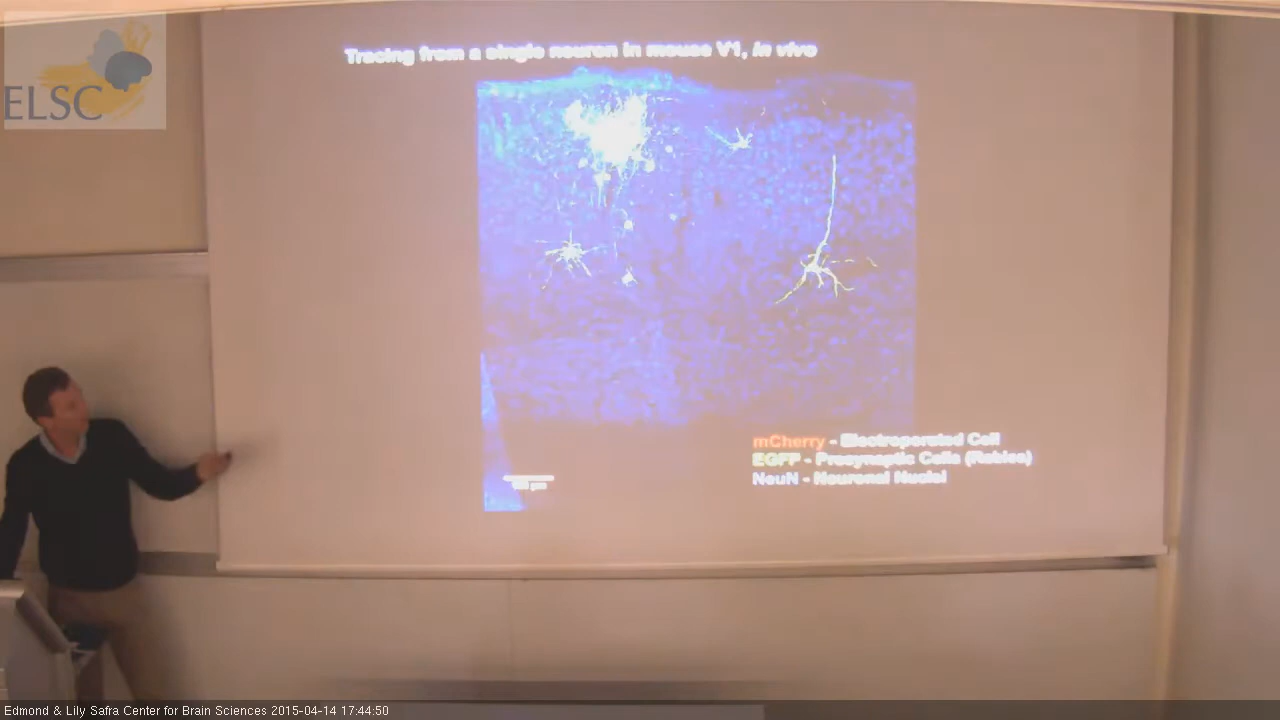 ELSC
Tracing from a single neuron in mouse V1, in vivo
mCherry - Electroporated Cell
EGFP - Presynaptic Cells (Rabies)
NeuN - Neuronal Nuclei
µm
Edmond & Lily Safra Center for Brain Sciences 2015-04-14 17:44:50